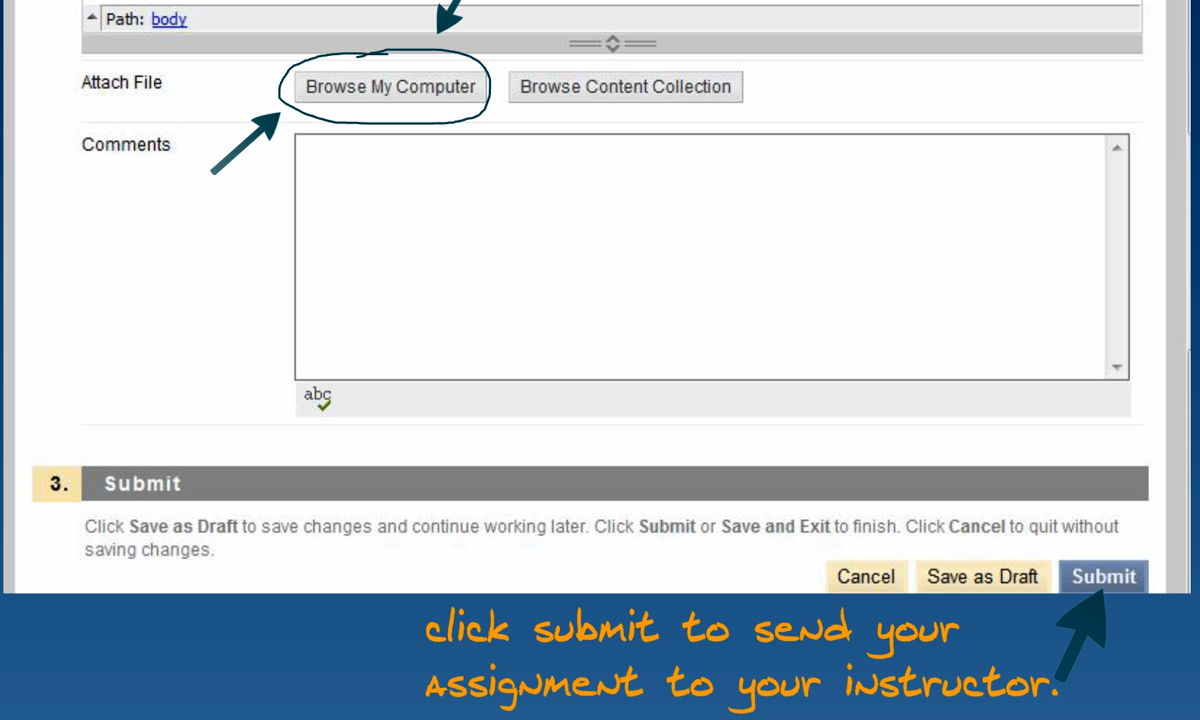 Path: body
Attach File
Browse My Computer
Browse Content Collection
Comments
abc
3. Submit
Click Save as Draft to save changes and continue working later. Click Submit or Save and Exit to finish. Click Cancel to quit without
saving changes.
Cancel
Save as Draft
Submit
click submit to send your
Assignment to your instructor.